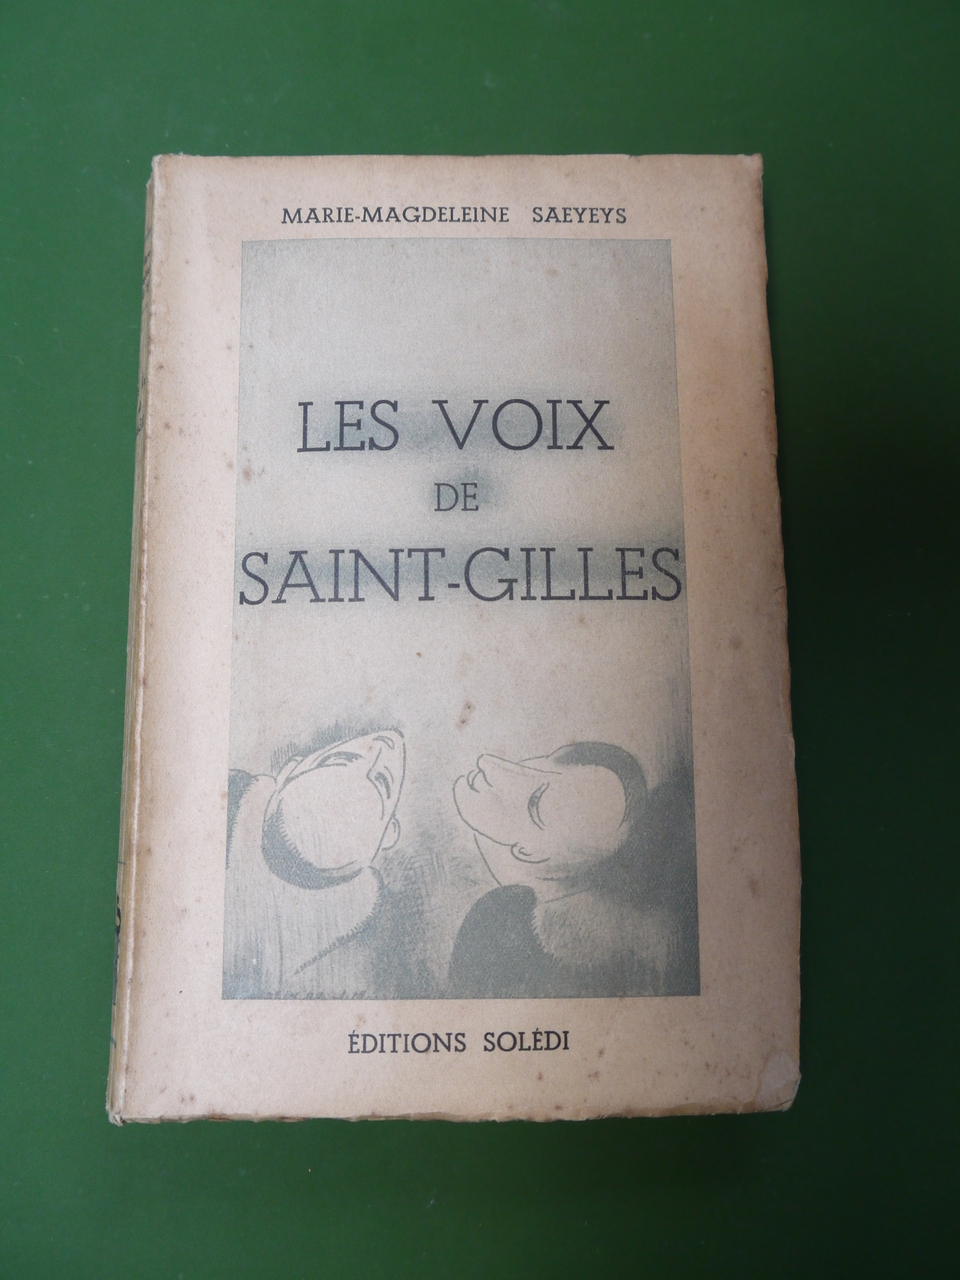 MARIE-MAGDELEINE SAEYEYS
LES VOIX
DE
SAINT-GILLES
ÉDITIONS SOLÉDI